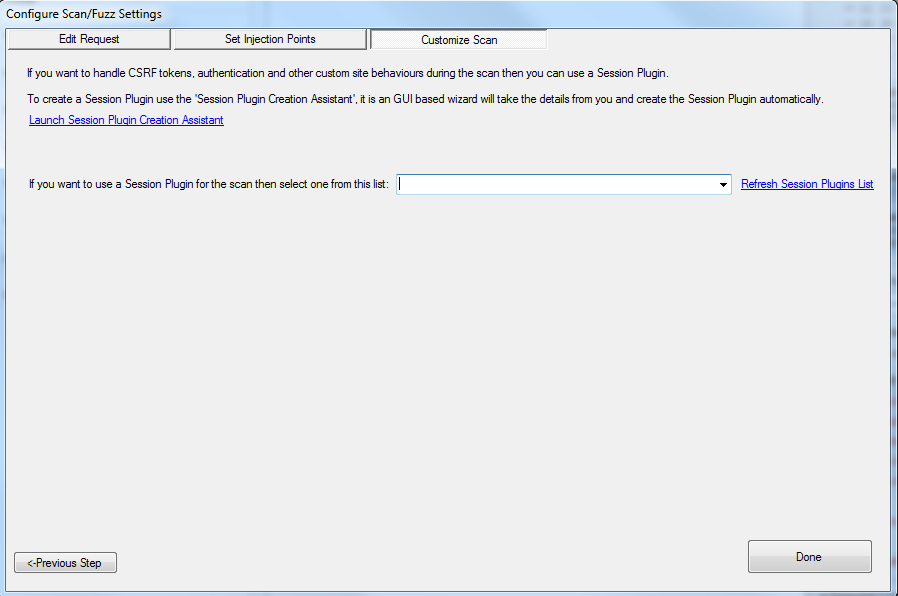 Configure Scan/Fuzz Settings
Edit Request
Set Injection Points
Customize Scan
If you want to handle CSRF tokens, authentication and other custom site behaviours during the scan then you can use a Session Plugin.
To create a Session Plugin use the 'Session Plugin Creation Assistant', it is an GUI based wizard will take the details from you and create the Session Plugin automatically.
Launch Session Plugin Creation Assistant
If you want to use a Session Plugin for the scan then select one from this list:
Refresh Session Plugins List
<-Previous Step
Done